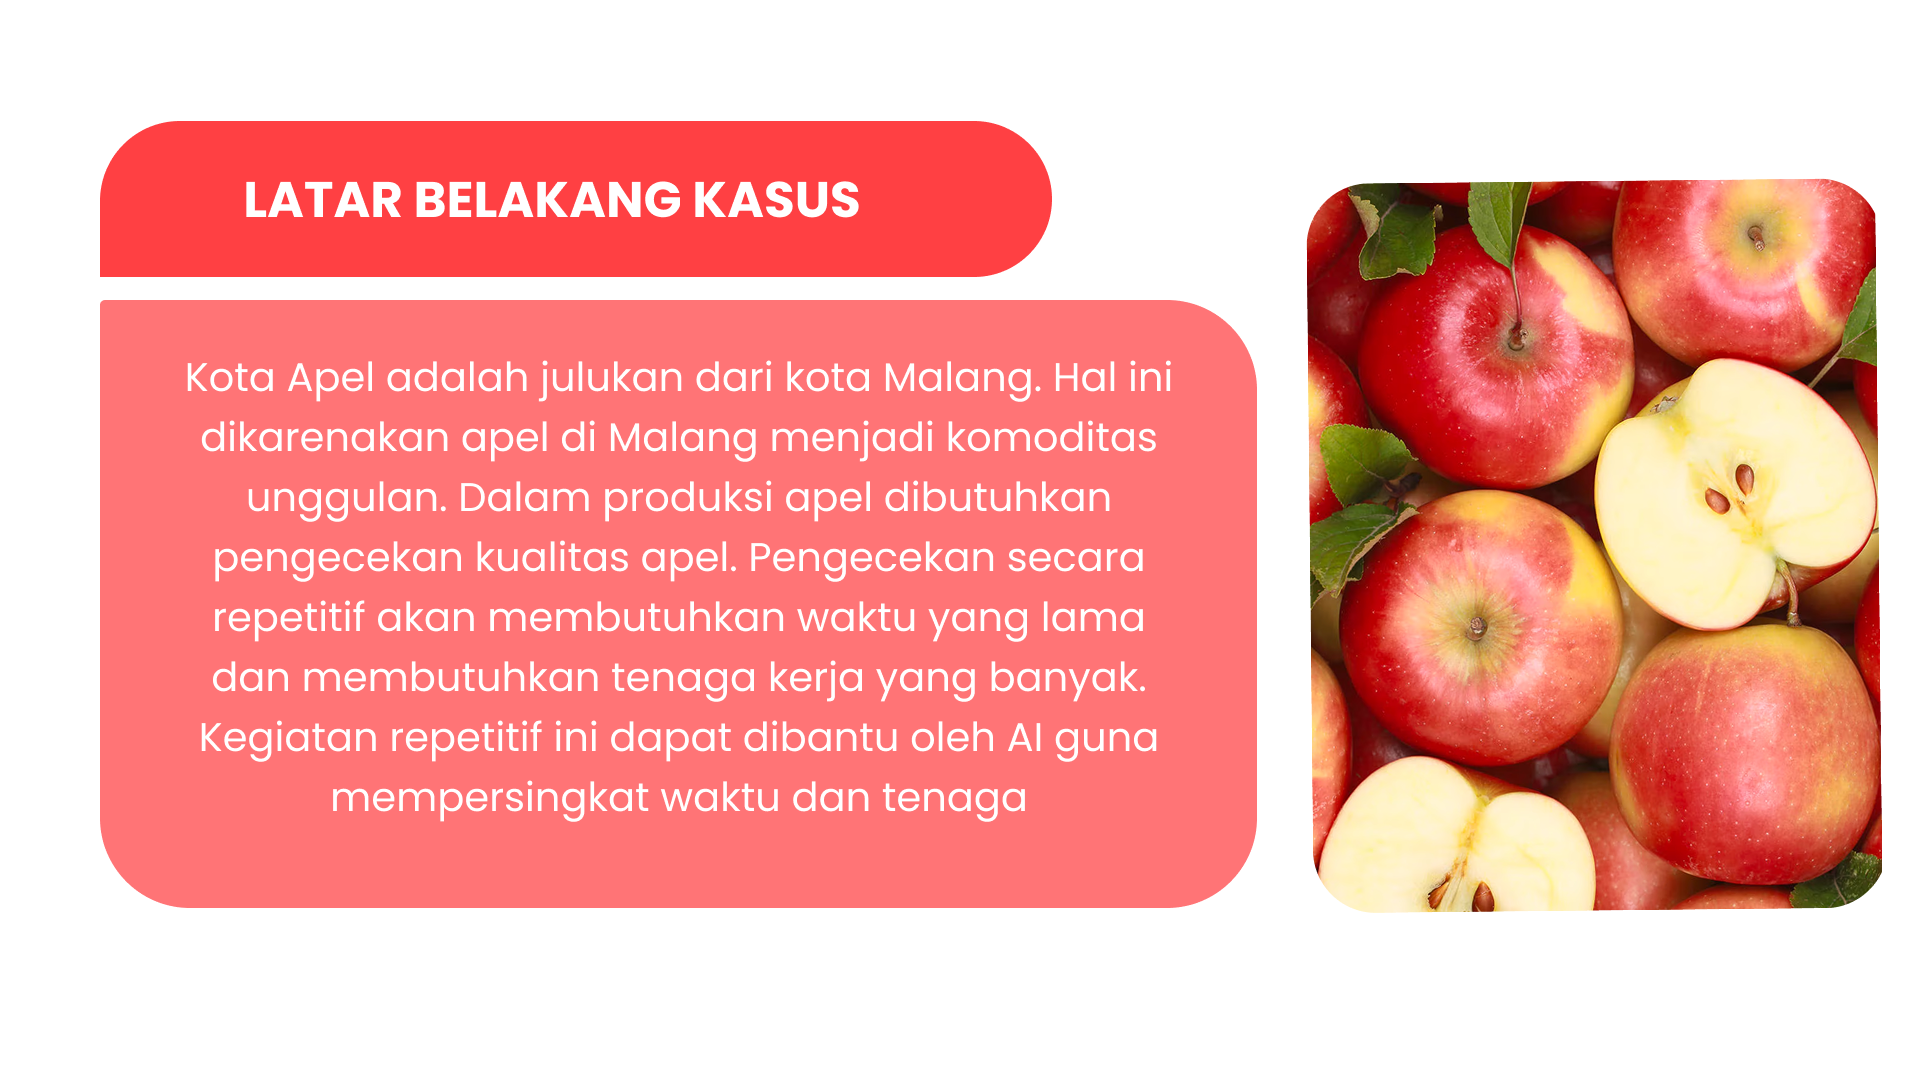 LATAR BELAKANG KASUS
Kota Apel adalah julukan dari kota Malang. Hal ini
dikarenakan apel di Malang menjadi komoditas
unggulan. Dalam produksi apel dibutuhkan
pengecekan kualitas apel. Pengecekan secara
repetitif akan membutuhkan waktu yang lama
dan membutuhkan tenaga kerja yang banyak.
Kegiatan repetitif ini dapat dibantu oleh AI guna
mempersingkat waktu dan tenaga